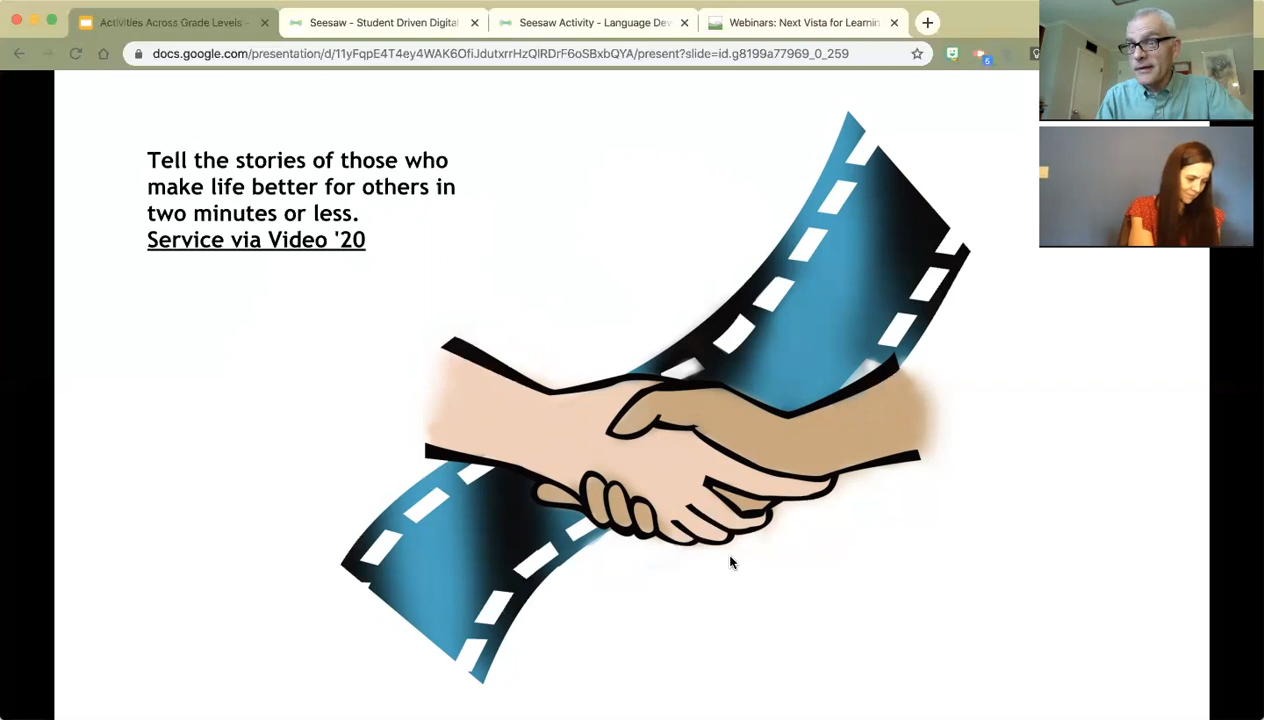 Activities Across Grade Levels -
Seesaw - Student Driven Digital
Seesaw Activity - Language Dev
Webinars: Next Vista for Learnin
docs.google.com/presentation/d/11yFqpE4T4ey4WAK6OfiJdutxrrHzQlRDrF6oSBxbQYA/present?slide=id.g8199a77969_0_259
6
Tell the stories of those who
make life better for others in
two minutes or less.
Service via Video '20